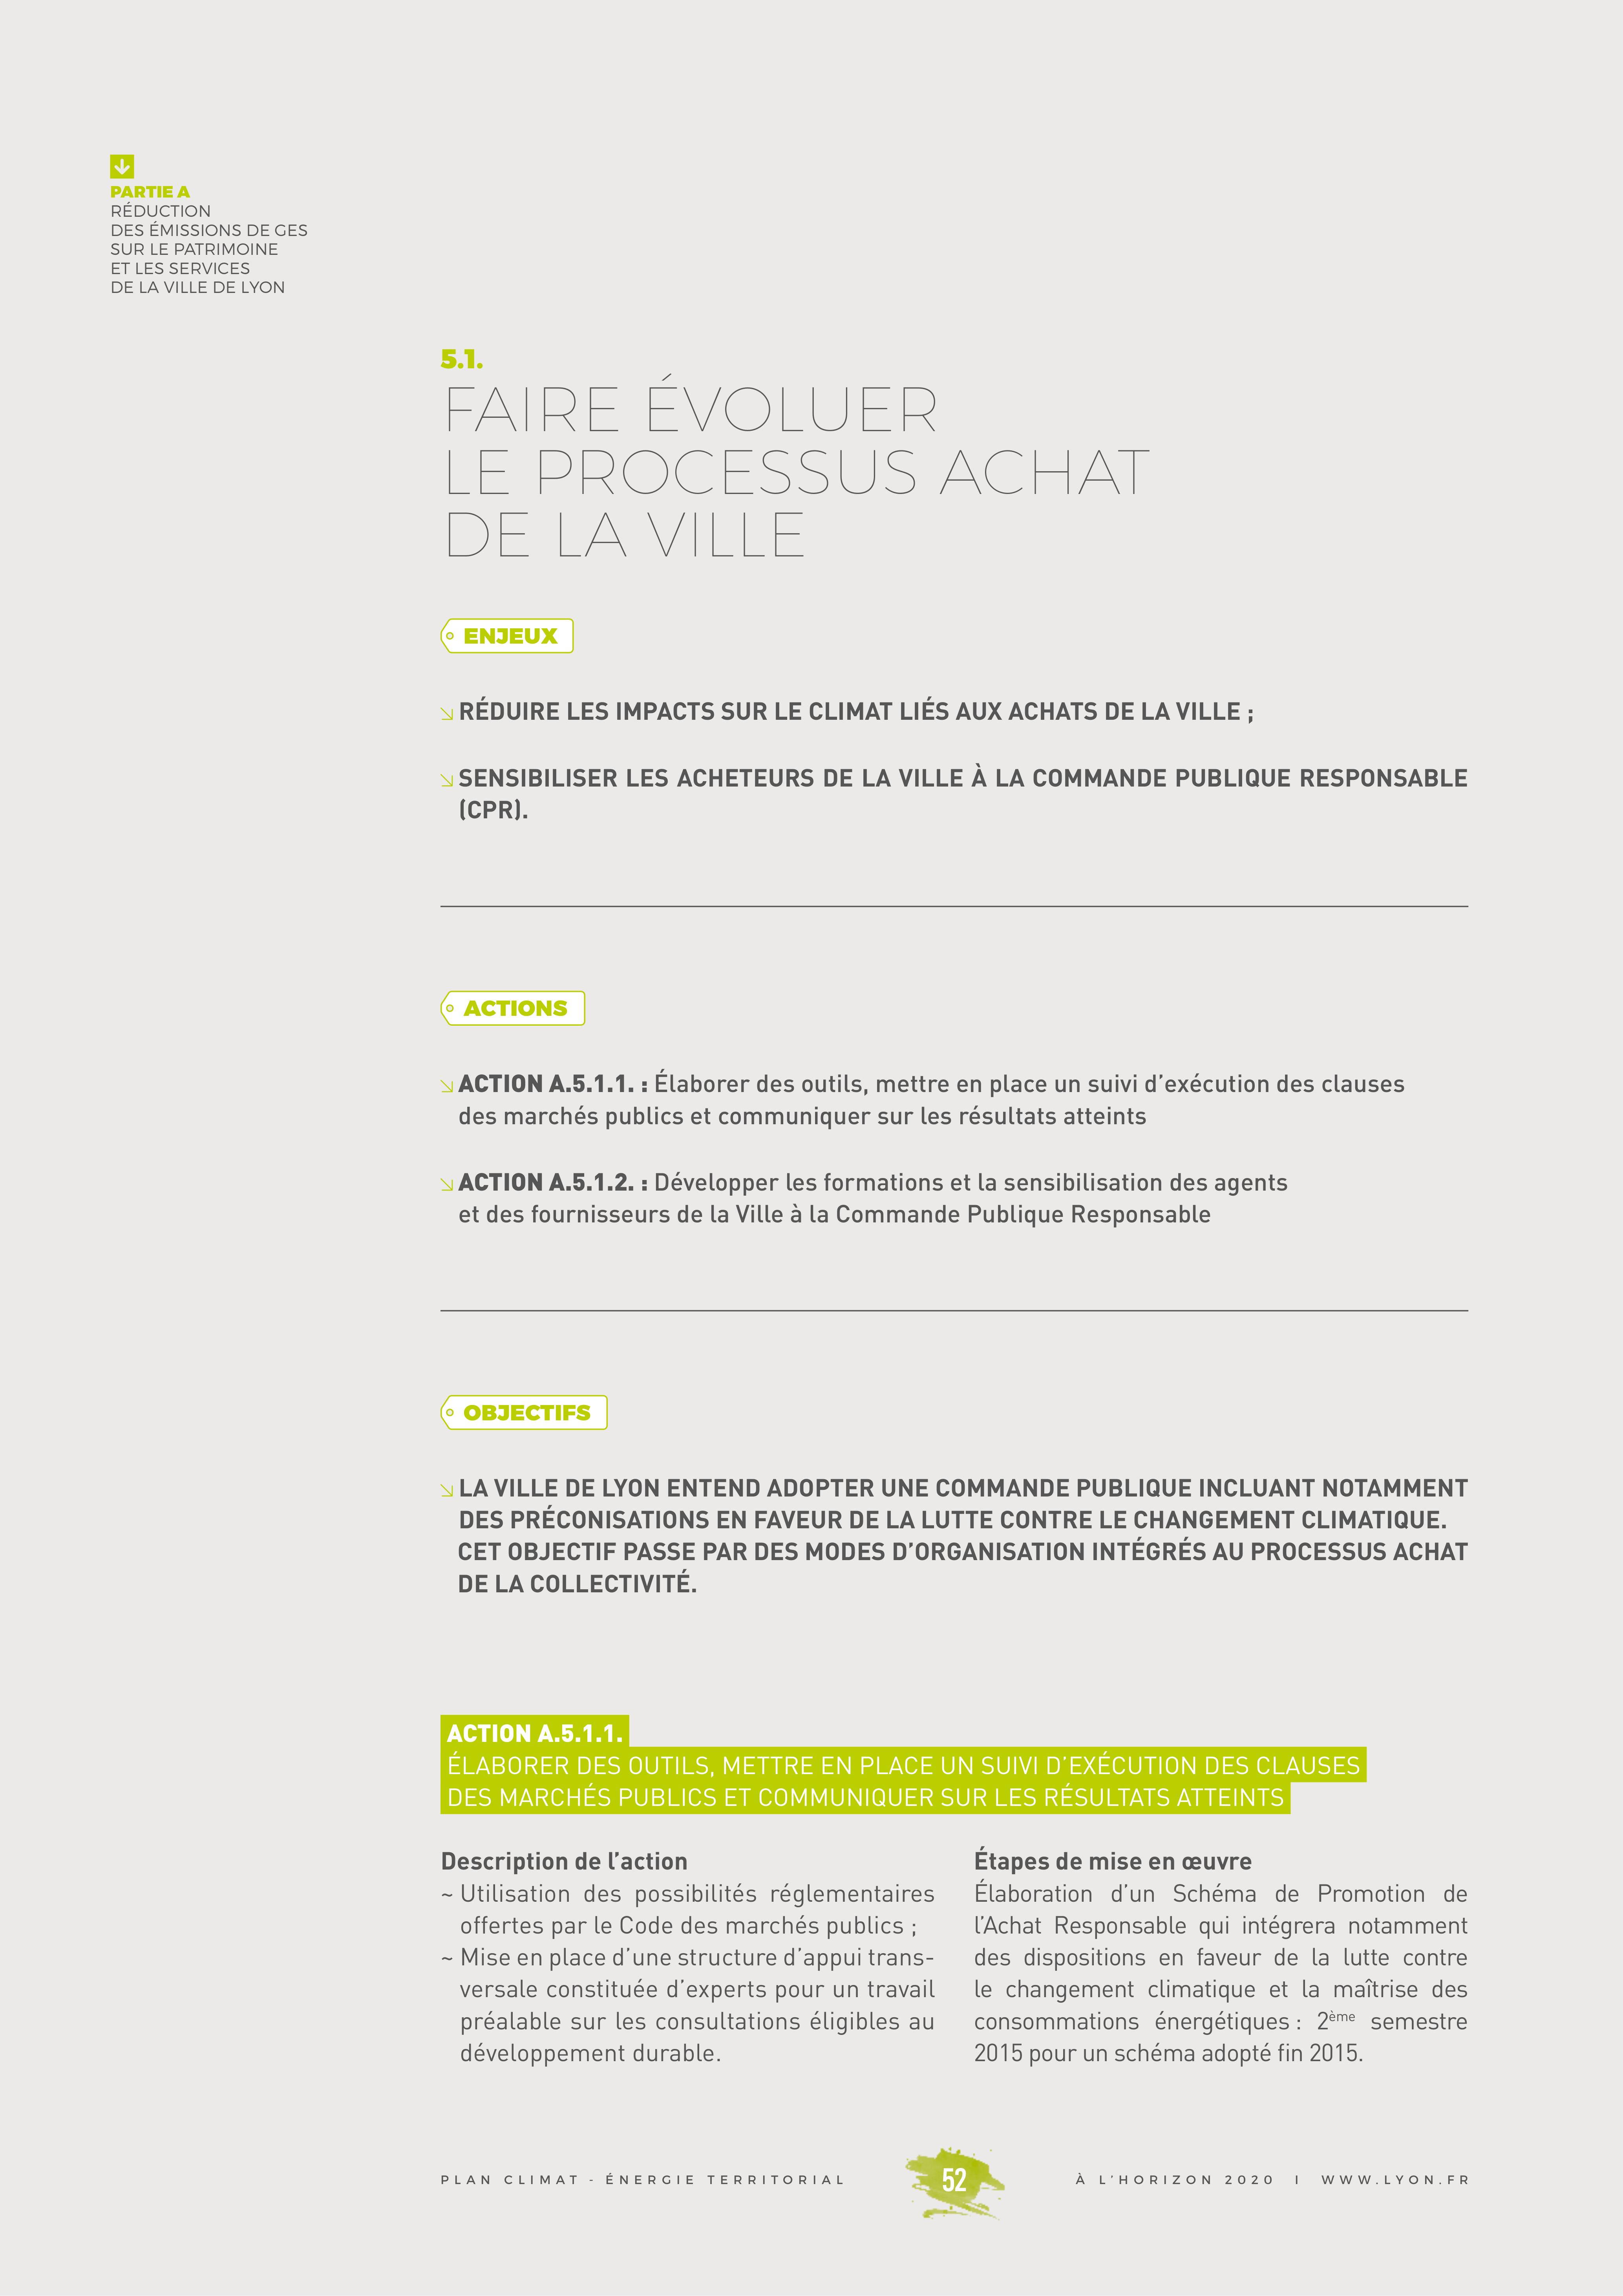 PARTIE A
RÉDUCTION
DES ÉMISSIONS DE GES
SUR LE PATRIMOINE
ET LES SERVICES
DE LA VILLE DE LYON
5.1.
FAIRE ÉVOLUER
LE PROCESSUS ACHAT
DE LA VILLE
ENJEUX
RÉDUIRE LES IMPACTS SUR LE CLIMAT LIÉS AUX ACHATS DE LA VILLE ;
SENSIBILISER LES ACHETEURS DE LA VILLE À LA COMMANDE PUBLIQUE RESPONSABLE
(CPR).
ACTIONS
ACTION A.5.1.1. : Élaborer des outils, mettre en place un suivi d'exécution des clauses
des marchés publics et communiquer sur les résultats atteints
ACTION A.5.1.2. : Développer les formations et la sensibilisation des agents
et des fournisseurs de la Ville à la Commande Publique Responsable
OBJECTIFS
LA VILLE DE LYON ENTEND ADOPTER UNE COMMANDE PUBLIQUE INCLUANT NOTAMMENT
DES PRÉCONISATIONS EN FAVEUR DE LA LUTTE CONTRE LE CHANGEMENT CLIMATIQUE.
CET OBJECTIF PASSE PAR DES MODES D'ORGANISATION INTÉGRÉS AU PROCESSUS ACHAT
DE LA COLLECTIVITÉ.
ACTION A.5.1.1.
ÉLABORER DES OUTILS, METTRE EN PLACE UN SUIVI D'EXÉCUTION DES CLAUSES
DES MARCHÉS PUBLICS ET COMMUNIQUER SUR LES RÉSULTATS ATTEINTS
Description de l'action
~ Utilisation des possibilités réglementaires
offertes par le Code des marchés publics ;
~ Mise en place d'une structure d'appui trans-
versale constituée d'experts pour un travail
préalable sur les consultations éligibles au
développement durable.
Étapes de mise en œuvre
Élaboration d'un Schéma de Promotion de
l'Achat Responsable qui intégrera notamment
des dispositions en faveur de la lutte contre
le changement climatique et la maîtrise des
consommations énergétiques : 2ème semestre
2015 pour un schéma adopté fin 2015.
PLAN CLIMAT - ÉNERGIE TERRITORIAL
52
À L'HORIZON 2020 I WWW.LYON.FR